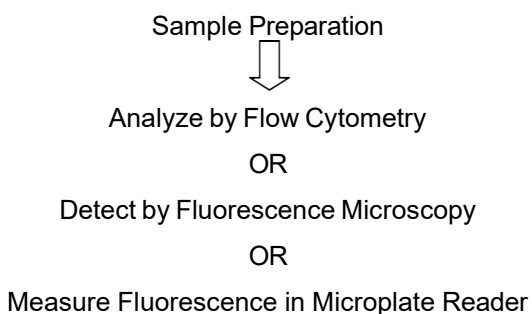 Sample Preparation
Analyze by Flow Cytometry
OR
Detect by Fluorescence Microscopy
OR
Measure Fluorescence in Microplate Reader